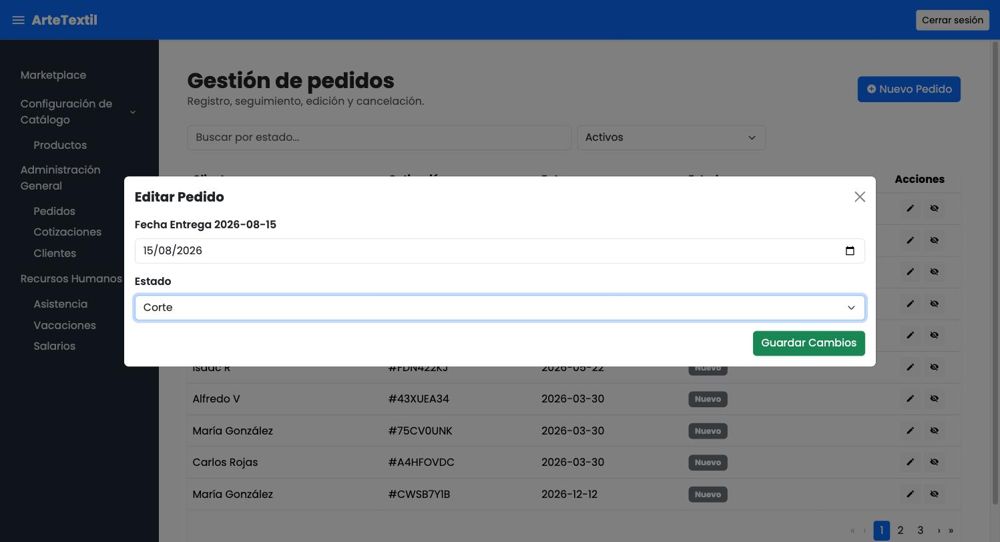 ArteTextil
Cerrar sesión
Marketplace
Configuración de
Catálogo
Productos
Administración
General
Pedidos
Cotizaciones
Clientes
Recursos Humanos
Asistencia
Vacaciones
Salarios
Gestión de pedidos
Registro, seguimiento, edición y cancelación.
Nuevo Pedido
Buscar por estado...
Activos
Acciones
Editar Pedido
Fecha Entrega 2026-08-15
15/08/2026
Estado
Corte
Guardar Cambios
Isaac R #FDN422KJ 2026-05-22 Nuevo
Alfredo V #43XUEA34 2026-03-30 Nuevo
María González #75CV0UNK 2026-03-30 Nuevo
Carlos Rojas #A4HFOVDC 2026-03-30 Nuevo
María González #CWSB7Y1B 2026-12-12 Nuevo
« ‹ 1 2 3 › »